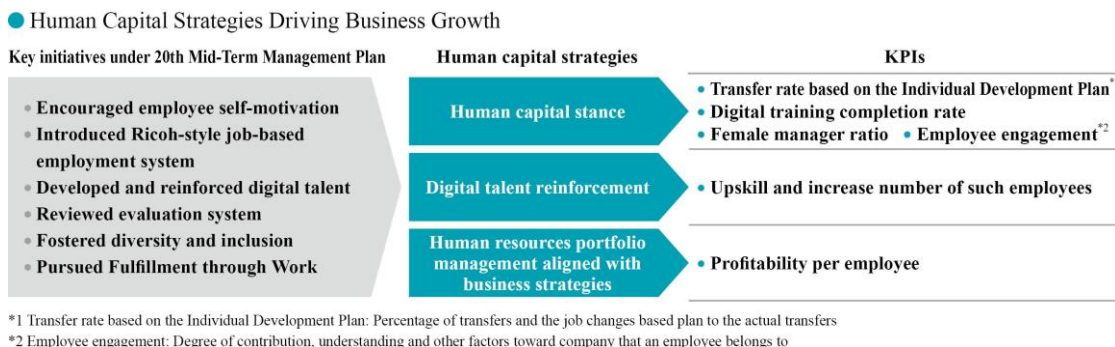 Human Capital Strategies Driving Business Growth
Key initiatives under 20th Mid-Term Management Plan
• Encouraged employee self-motivation
• Introduced Ricoh-style job-based
employment system
• Developed and reinforced digital talent
• Reviewed evaluation system
• Fostered diversity and inclusion
• Pursued Fulfillment through Work
Human capital strategies
Human capital stance
Digital talent reinforcement
Human resources portfolio
management aligned with
business strategies
KPIs
• Transfer rate based on the Individual Development Plan*
• Digital training completion rate
• Female manager ratio • Employee engagement*2
• Upskill and increase number of such employees
• Profitability per employee
*1 Transfer rate based on the Individual Development Plan: Percentage of transfers and the job changes based plan to the actual transfers
*2 Employee engagement: Degree of contribution, understanding and other factors toward company that an employee belongs to